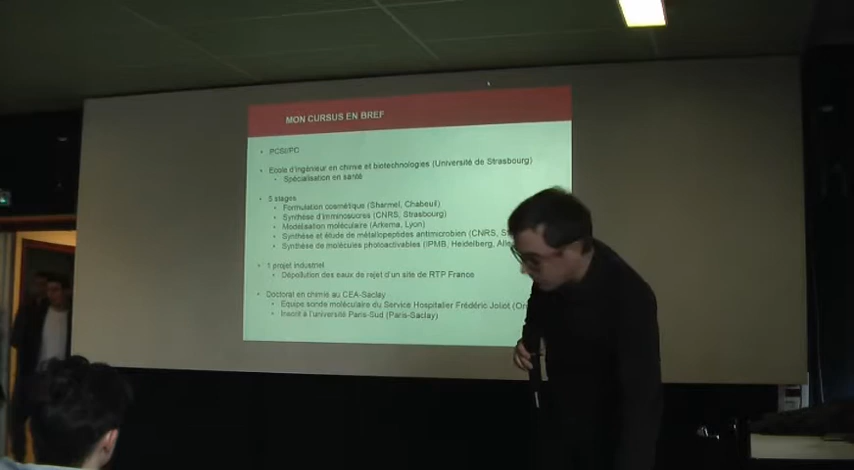 MON CURSUS EN BREF
• PCSI/PC
• Ecole d'ingénieur en chimie et biotechnologies (Université de Strasbourg)
• Spécialisation en santé
• 5 stages
• Formulation cosmétique (Sharmel, Chabeuil)
• Synthèse d'iminosucres (CNRS, Strasbourg)
• Modélisation moléculaire (Arkema, Lyon)
• Synthèse et étude de métallopeptides antimicrobien (CNRS,
• Synthèse de molécules photoactivables (IPMB, Heidelberg,
• 1 projet industriel
• Dépollution des eaux de rejet d'un site de RTP France
• Doctorat en chimie au CEA-Saclay
• Equipe sonde moléculaire du Service Hospitalier Frédéric Joliot
• Inscrit à l'université Paris-Sud (Paris-Saclay)